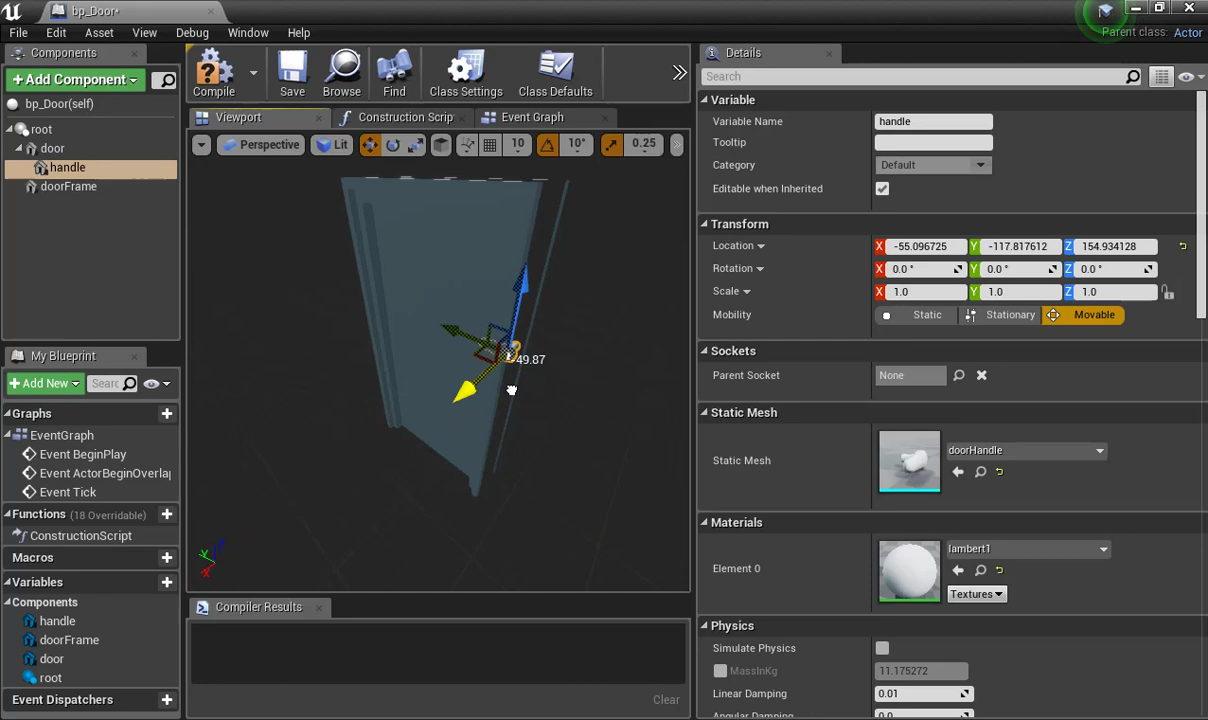 bp_Door*
File Edit Asset View Debug Window Help
Parent class: Actor
Components
+Add Component
bp_Door(self)
root
door
handle
doorFrame
My Blueprint
+Add New
Searc
Graphs
EventGraph
Event BeginPlay
Event ActorBeginOverlap
Event Tick
Functions (18 Overridable)
ConstructionScript
Macros
Variables
Components
handle
doorFrame
door
root
Event Dispatchers
Compile Save Browse Find Class Settings Class Defaults
Viewport Construction Scrip Event Graph
Perspective Lit 10 10° 0.25
49.87
Z
Y
X
Compiler Results
Clear
Details
Search
Variable
Variable Name handle
Tooltip
Category Default
Editable when Inherited
Transform
Location X -55.096725 Y -117.817612 Z 154.934128
Rotation X 0.0 ° Y 0.0 ° Z 0.0 °
Scale X 1.0 Y 1.0 Z 1.0
Mobility Static Stationary Movable
Sockets
Parent Socket None
Static Mesh
Static Mesh doorHandle
Materials
Element 0 lambert1
Textures
Physics
Simulate Physics
MassInKg 11.175272
Linear Damping 0.01
Angular Damping 0.0